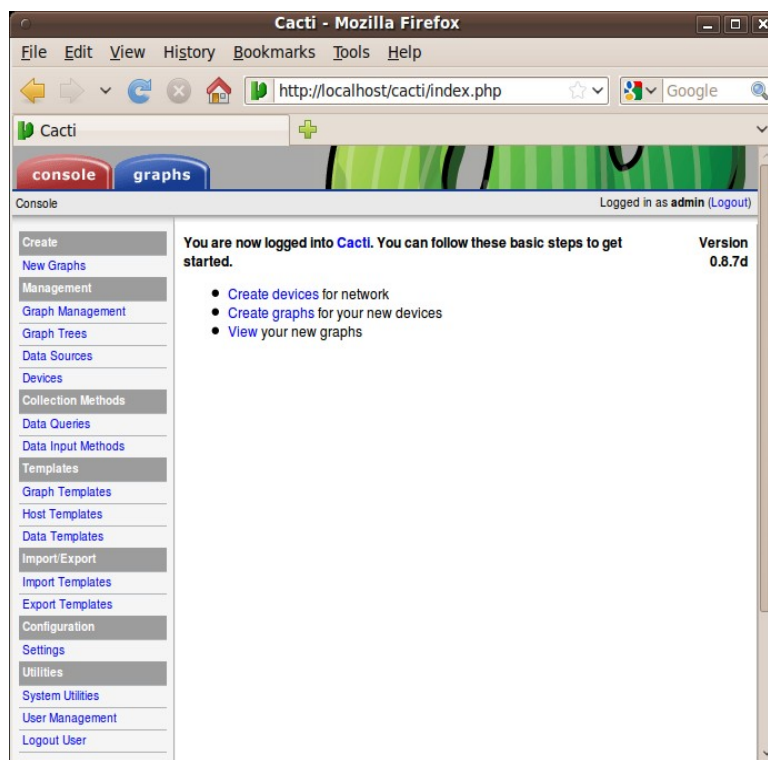 Cacti - Mozilla Firefox
File Edit View History Bookmarks Tools Help
http://localhost/cacti/index.php Google
Cacti
console graphs
Console Logged in as admin (Logout)
Create
New Graphs
Management
Graph Management
Graph Trees
Data Sources
Devices
Collection Methods
Data Queries
Data Input Methods
Templates
Graph Templates
Host Templates
Data Templates
Import/Export
Import Templates
Export Templates
Configuration
Settings
Utilities
System Utilities
User Management
Logout User
You are now logged into Cacti. You can follow these basic steps to get
started.
Version
0.8.7d
Create devices for network
Create graphs for your new devices
View your new graphs